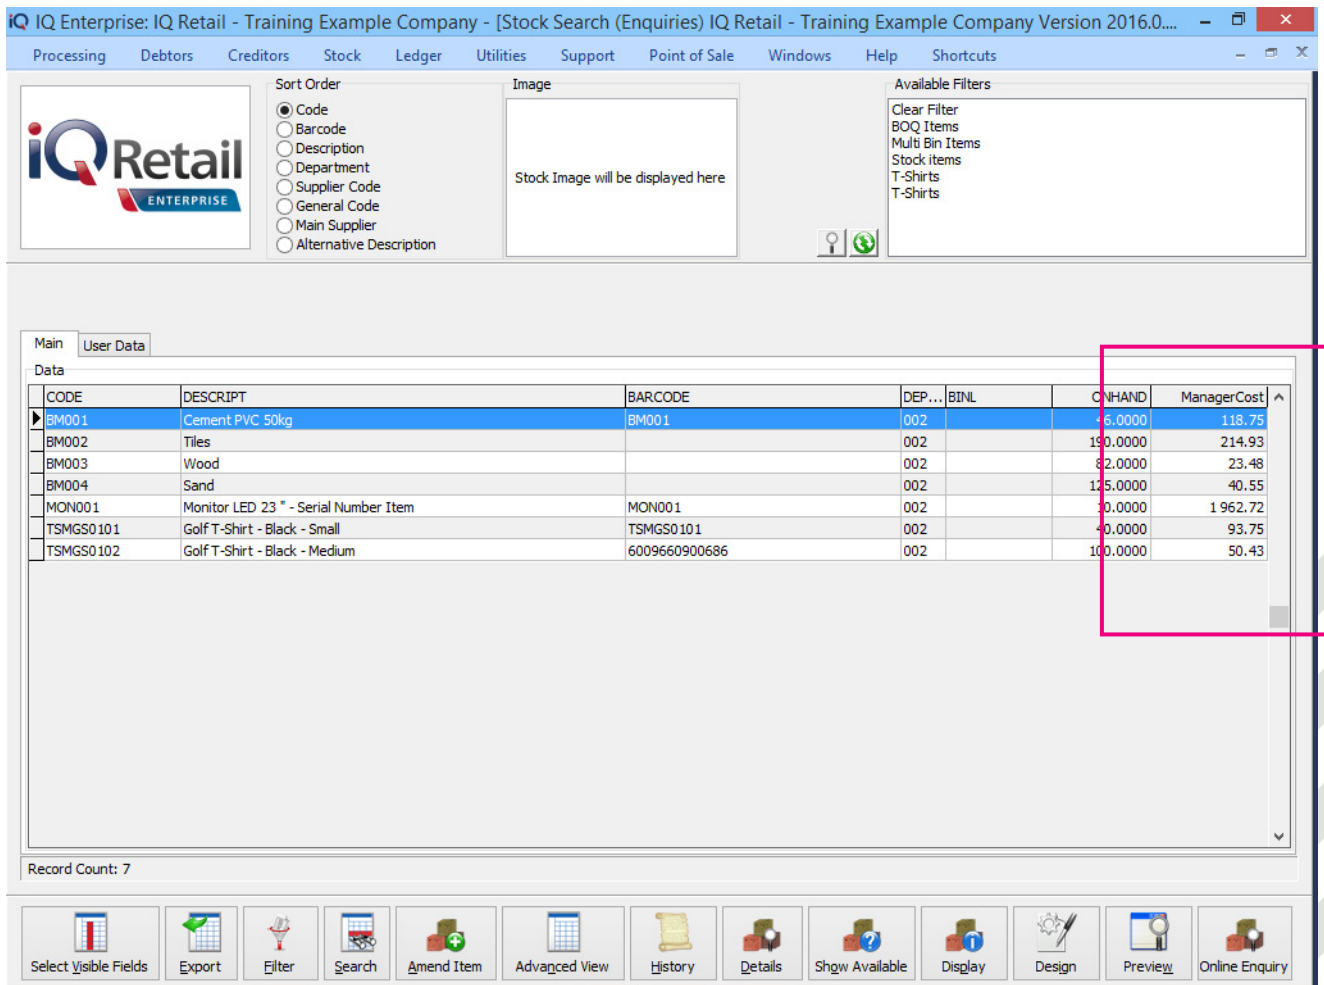 iQ IQ Enterprise: IQ Retail - Training Example Company - [Stock Search (Enquiries) IQ Retail - Training Example Company Version 2016.0....
Processing Debtors Creditors Stock Ledger Utilities Support Point of Sale Windows Help Shortcuts
iQ Retail
ENTERPRISE
Sort Order
Code
Barcode
Description
Department
Supplier Code
General Code
Main Supplier
Alternative Description
Image
Stock Image will be displayed here
Available Filters
Clear Filter
BOQ Items
Multi Bin Items
Stock items
T-Shirts
T-Shirts
Main User Data
Data
CODE DESCRIPT BARCODE DEP... BINL ONHAND ManagerCost
BM001 Cement PVC 50kg BM001 002 46.0000 118.75
BM002 Tiles 002 190.0000 214.93
BM003 Wood 002 82.0000 23.48
BM004 Sand 002 125.0000 40.55
MON001 Monitor LED 23 " - Serial Number Item MON001 002 10.0000 1 962.72
TSMGS0101 Golf T-Shirt - Black - Small TSMGS0101 002 40.0000 93.75
TSMGS0102 Golf T-Shirt - Black - Medium 6009660900686 002 100.0000 50.43
Record Count: 7
Select Visible Fields Export Filter Search Amend Item Advanced View History Details Show Available Display Design Preview Online Enquiry